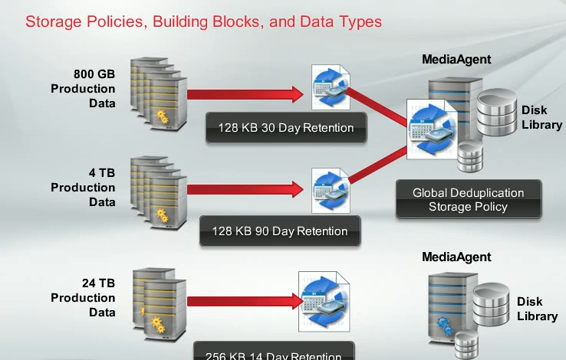 Storage Policies, Building Blocks, and Data Types
800 GB
Production
Data
128 KB 30 Day Retention
MediaAgent
Disk
Library
4 TB
Production
Data
128 KB 90 Day Retention
Global Deduplication
Storage Policy
24 TB
Production
Data
256 KB 14 Day Retention
MediaAgent
Disk
Library